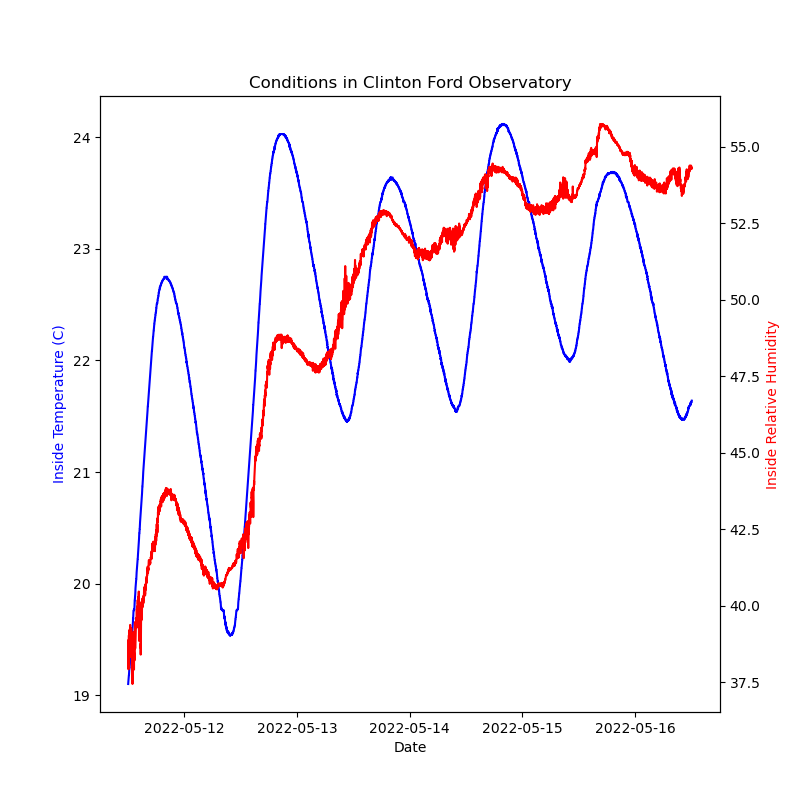 Conditions in Clinton Ford Observatory
Inside Temperature (C)
24
23
22
21
20
19
55.0
52.5
50.0
47.5
45.0
42.5
40.0
37.5
Inside Relative Humidity
2022-05-12 2022-05-13 2022-05-14 2022-05-15 2022-05-16
Date